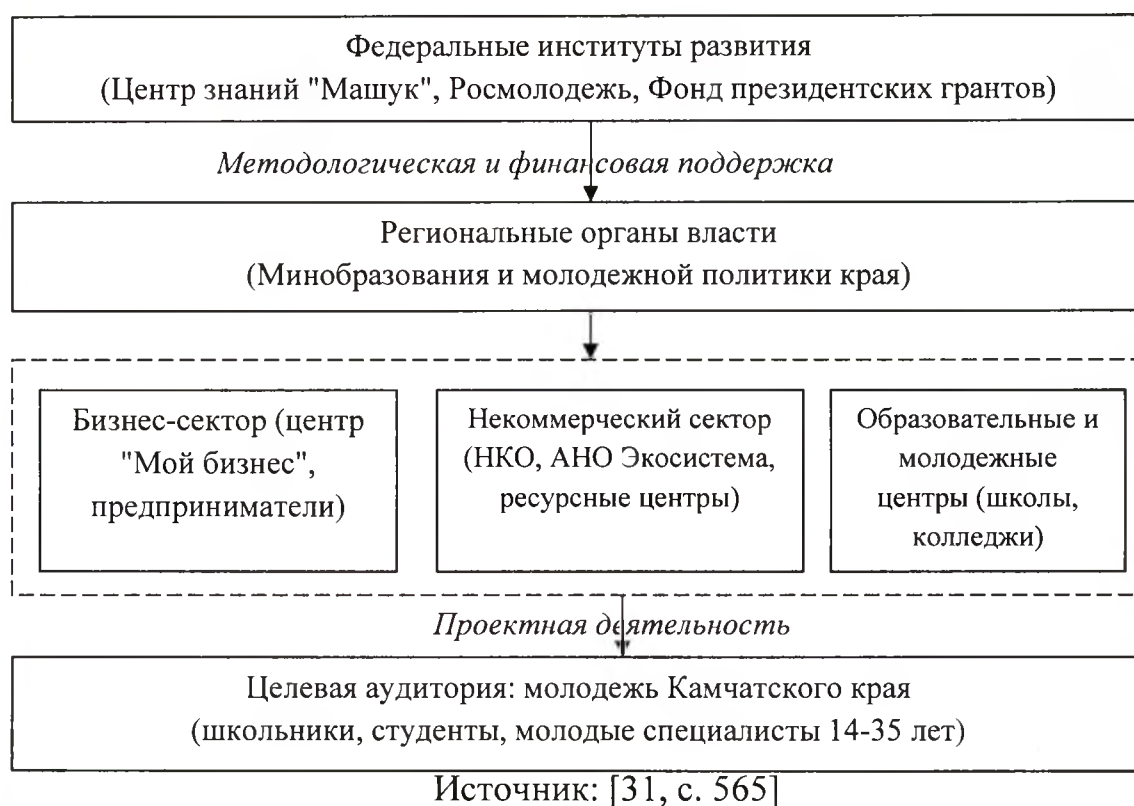 Федеральные институты развития
(Центр знаний "Машук", Росмолодежь, Фонд президентских грантов)
Методологическая и финансовая поддержка
Региональные органы власти
(Минобразования и молодежной политики края)
Бизнес-сектор (центр
"Мой бизнес",
предприниматели)
Некоммерческий сектор
(НКО, АНО Экосистема,
ресурсные центры)
Образовательные и
молодежные
центры (школы,
колледжи)
Проектная деятельность
Целевая аудитория: молодежь Камчатского края
(школьники, студенты, молодые специалисты 14-35 лет)
Источник: [31, с. 565]